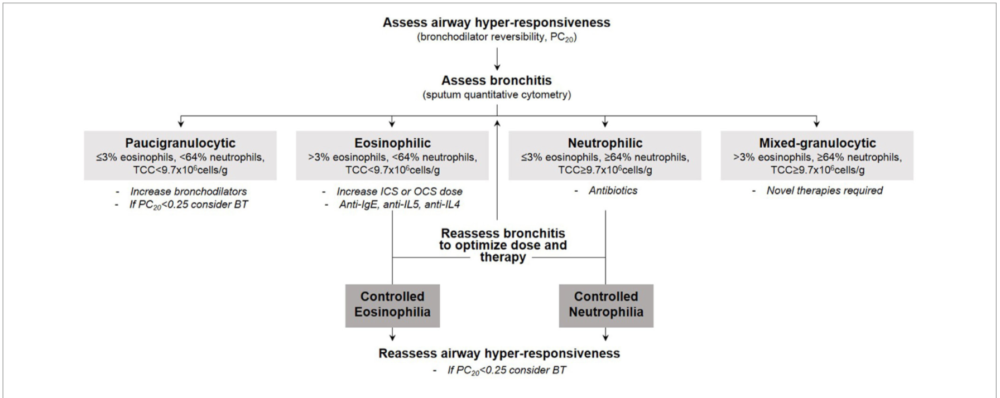 Assess airway hyper-responsiveness
(bronchodilator reversibility, PC₂₀)
Assess bronchitis
(sputum quantitative cytometry)
Paucigranulocytic
≤3% eosinophils, <64% neutrophils,
TCC<9.7x10⁶cells/g
- Increase bronchodilators
- If PC₂₀<0.25 consider BT
Eosinophilic
>3% eosinophils, <64% neutrophils,
TCC<9.7x10⁶cells/g
- Increase ICS or OCS dose
- Anti-IgE, anti-IL5, anti-IL4
Neutrophilic
≤3% eosinophils, ≥64% neutrophils,
TCC≥9.7x10⁶cells/g
- Antibiotics
Mixed-granulocytic
>3% eosinophils, ≥64% neutrophils,
TCC≥9.7x10⁶cells/g
- Novel therapies required
Reassess bronchitis
to optimize dose and
therapy
Controlled
Eosinophilia
Controlled
Neutrophilia
Reassess airway hyper-responsiveness
- If PC₂₀<0.25 consider BT